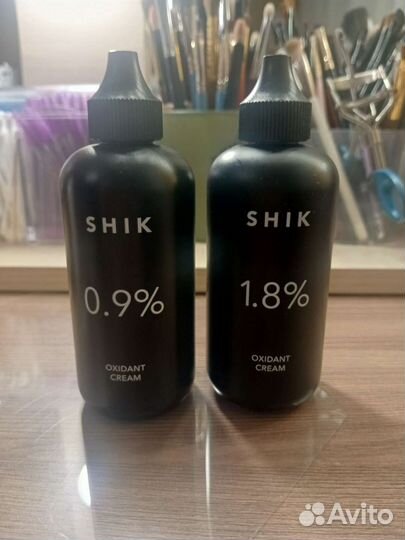 SHIK
0.9%
OXIDANT
CREAM
SHIK
1.8%
OXIDANT
CREAM
Avito